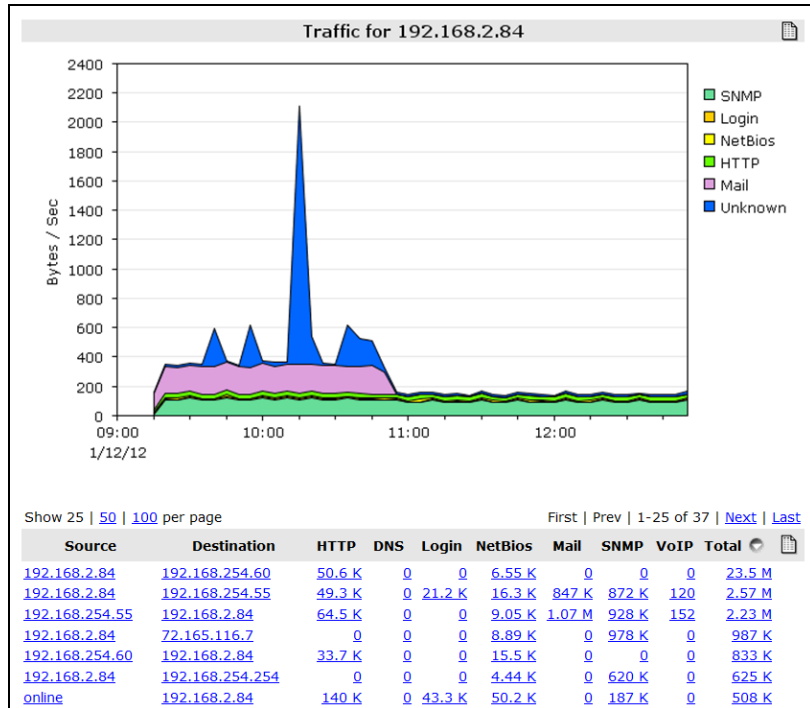 Traffic for 192.168.2.84
2400
2200
2000
1800
1600
1400
1200
1000
800
600
400
200
0
Bytes / Sec
09:00
10:00
11:00
12:00
1/12/12
SNMP
Login
NetBios
HTTP
Mail
Unknown
Show 25 | 50 | 100 per page
First | Prev | 1-25 of 37 | Next | Last
Source Destination HTTP DNS Login NetBios Mail SNMP VoIP Total
192.168.2.84 192.168.254.60 50.6 K 0 0 6.55 K 0 0 0 23.5 M
192.168.2.84 192.168.254.55 49.3 K 0 21.2 K 16.3 K 847 K 872 K 120 2.57 M
192.168.254.55 192.168.2.84 64.5 K 0 0 9.05 K 1.07 M 928 K 152 2.23 M
192.168.2.84 72.165.116.7 0 0 0 8.89 K 0 978 K 0 987 K
192.168.254.60 192.168.2.84 33.7 K 0 0 15.5 K 0 0 0 833 K
192.168.2.84 192.168.254.254 0 0 0 4.44 K 0 620 K 0 625 K
online 192.168.2.84 140 K 0 43.3 K 50.2 K 0 187 K 0 508 K